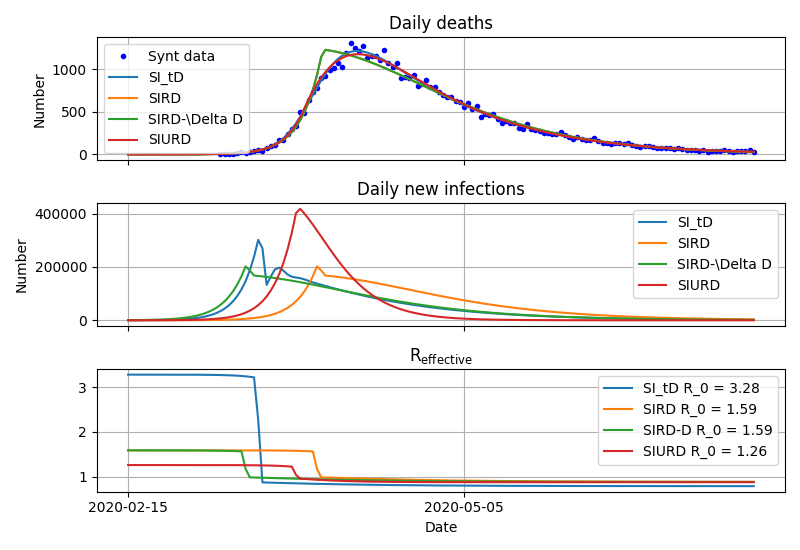 Daily deaths
Number
1000
500
0
Synt data
SI_tD
SIRD
SIRD-\Delta D
SIURD
Daily new infections
Number
400000
200000
0
SI_tD
SIRD
SIRD-\Delta D
SIURD
R_effective
3
2
1
SI_tD R_0 = 3.28
SIRD R_0 = 1.59
SIRD-D R_0 = 1.59
SIURD R_0 = 1.26
2020-02-15
2020-05-05
Date